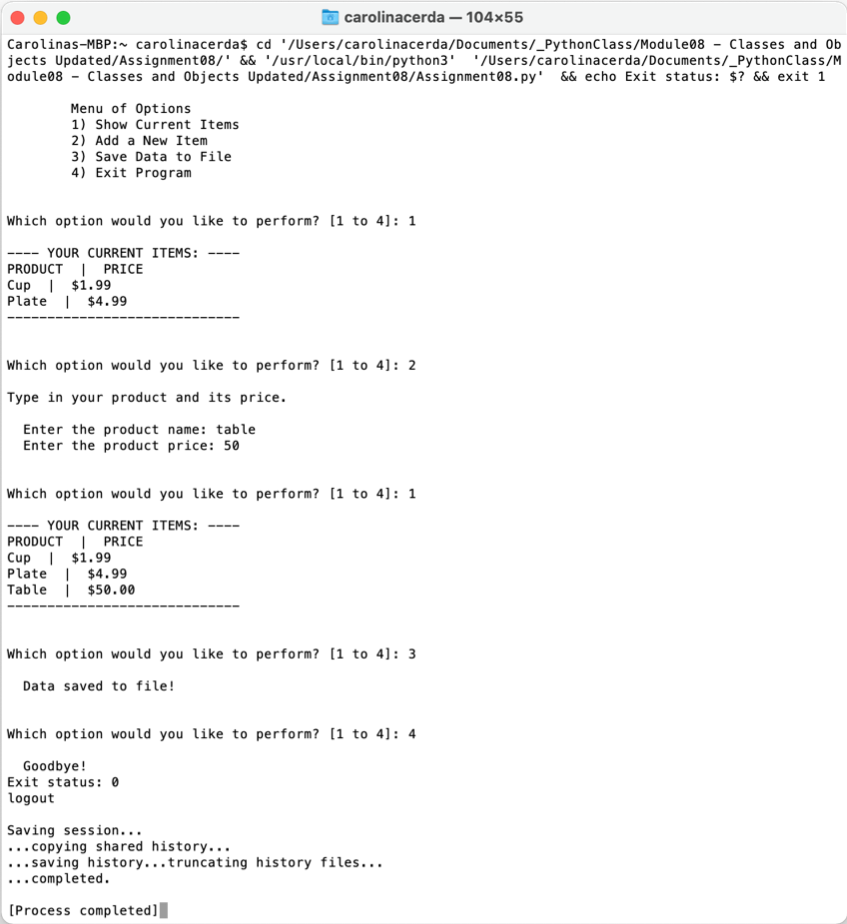 carolinacerda — 104×55
Carolinas-MBP:~ carolinacerda$ cd '/Users/carolinacerda/Documents/_PythonClass/Module08 – Classes and Ob
jects Updated/Assignment08/' && '/usr/local/bin/python3'  '/Users/carolinacerda/Documents/_PythonClass/M
odule08 – Classes and Objects Updated/Assignment08/Assignment08.py'  && echo Exit status: $? && exit 1
Menu of Options
1) Show Current Items
2) Add a New Item
3) Save Data to File
4) Exit Program
Which option would you like to perform? [1 to 4]: 1
---- YOUR CURRENT ITEMS: ----
PRODUCT  |  PRICE
Cup  |  $1.99
Plate  |  $4.99
-----------------------------
Which option would you like to perform? [1 to 4]: 2
Type in your product and its price.
Enter the product name: table
Enter the product price: 50
Which option would you like to perform? [1 to 4]: 1
---- YOUR CURRENT ITEMS: ----
PRODUCT  |  PRICE
Cup  |  $1.99
Plate  |  $4.99
Table  |  $50.00
-----------------------------
Which option would you like to perform? [1 to 4]: 3
Data saved to file!
Which option would you like to perform? [1 to 4]: 4
Goodbye!
Exit status: 0
logout
Saving session...
...copying shared history...
...saving history...truncating history files...
...completed.
[Process completed]